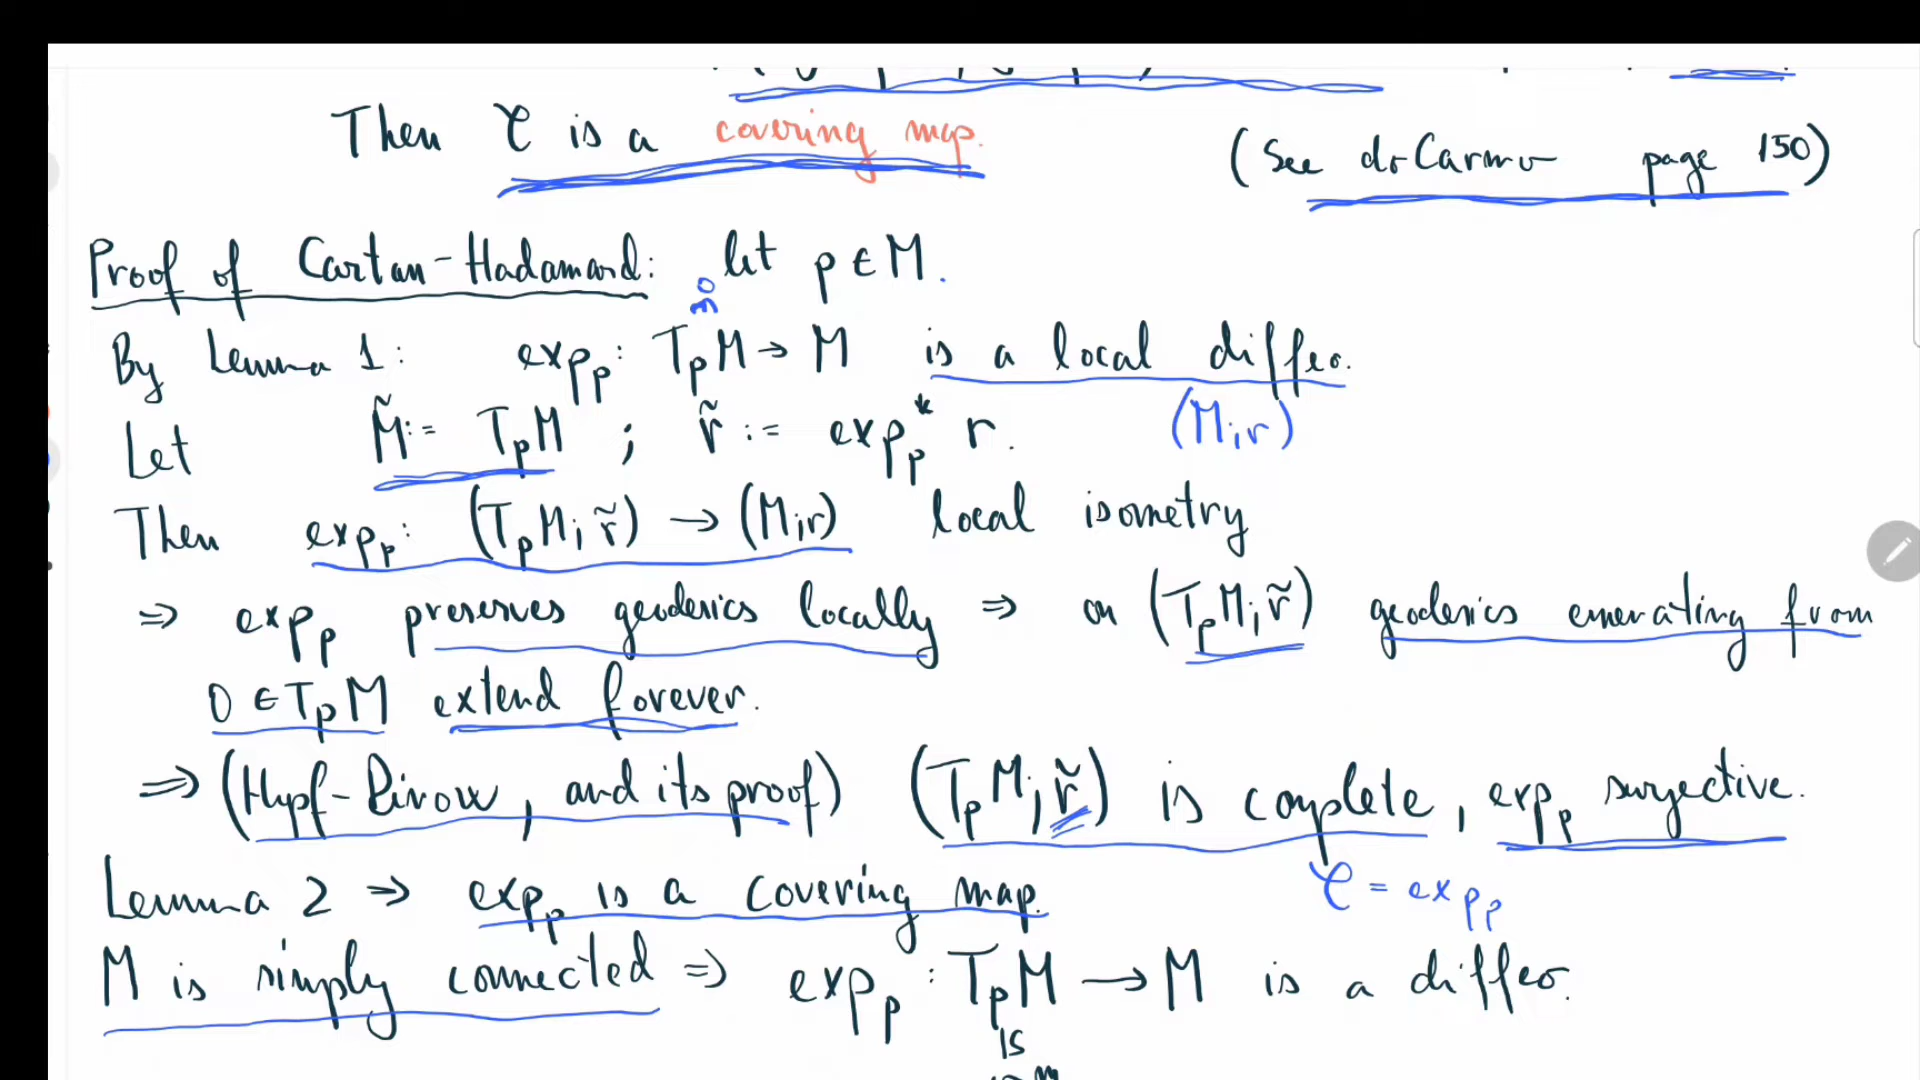 Then φ is a covering map. (See doCarmo page 150)
Proof of Cartan-Hadamard: let p ∈ M.
By Lemma 1: exp_p: T_pM → M is a local diffeo.
Let M̃ := T_pM ; r̃ := exp_p^* r. (M, r)
Then exp_p: (T_pM, r̃) → (M, r) local isometry
⇒ exp_p preserves geodesics locally ⇒ on (T_pM, r̃) geodesics emerating from
0 ∈ T_pM extend forever.
⇒ (Hopf-Rinow, and its proof) (T_pM, r̃) is complete, exp_p surjective.
Lemma 2 ⇒ exp_p is a covering map. φ = exp_p
M is simply connected ⇒ exp_p : T_pM → M is a diffeo.